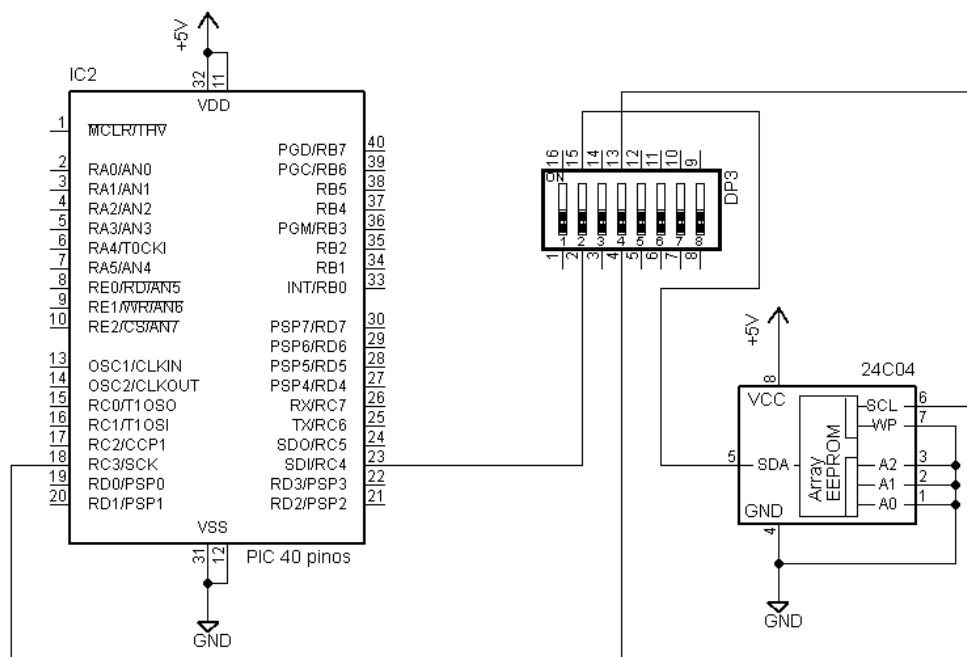 +5V
IC2
32 11
VDD
1 MCLR/THV
2 RA0/AN0
3 RA1/AN1
4 RA2/AN2
5 RA3/AN3
6 RA4/T0CKI
7 RA5/AN4
8 RE0/RD/AN5
9 RE1/WR/AN6
10 RE2/CS/AN7
13 OSC1/CLKIN
14 OSC2/CLKOUT
15 RC0/T1OSO
16 RC1/T1OSI
17 RC2/CCP1
18 RC3/SCK
19 RD0/PSP0
20 RD1/PSP1
PGD/RB7 40
PGC/RB6 39
RB5 38
RB4 37
PGM/RB3 36
RB2 35
RB1 34
INT/RB0 33
PSP7/RD7 30
PSP6/RD6 29
PSP5/RD5 28
PSP4/RD4 27
RX/RC7 26
TX/RC6 25
SDO/RC5 24
SDI/RC4 23
RD3/PSP3 22
RD2/PSP2 21
VSS
31 12
PIC 40 pinos
GND
16 15 14 13 12 11 10 9
ON
1 2 3 4 5 6 7 8
1 2 3 4 5 6 7 8
DP3
+5V
24C04
8
VCC
SCL 6
WP 7
5 SDA
Array
EEPROM
A2 3
A1 2
A0 1
GND
4
GND